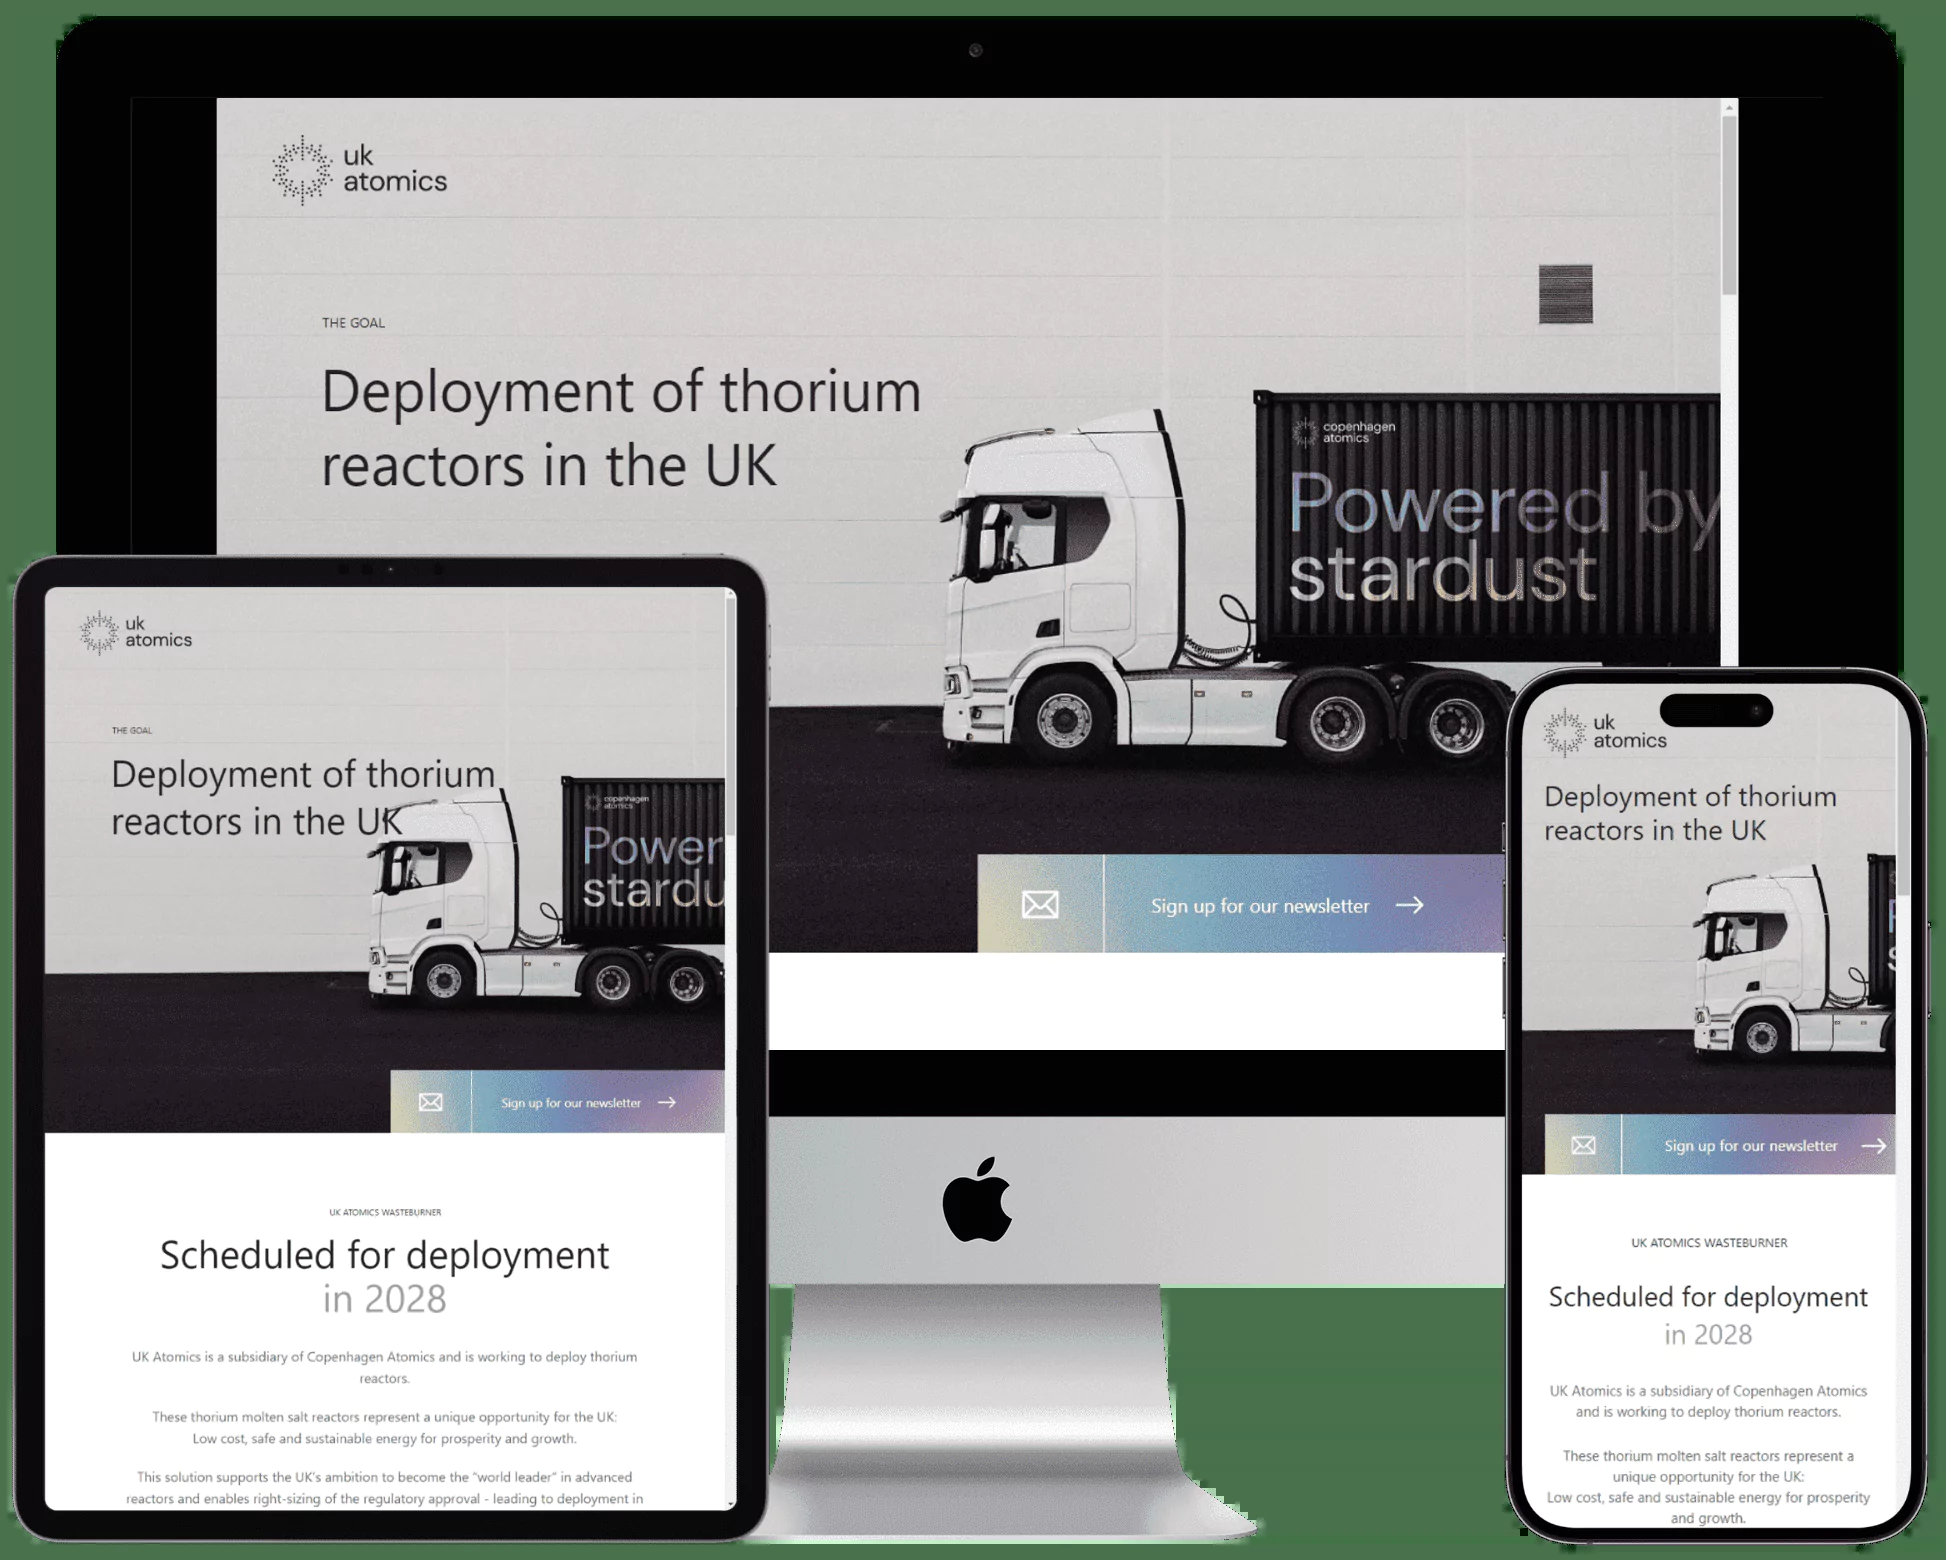 uk
atomics
THE GOAL
Deployment of thorium
reactors in the UK
copenhagen
atomics
Powered by
stardust
Sign up for our newsletter
uk
atomics
THE GOAL
Deployment of thorium
reactors in the UK
copenhagen
atomics
Power
stardu
Sign up for our newsletter
UK ATOMICS WASTEBURNER
Scheduled for deployment
in 2028
UK Atomics is a subsidiary of Copenhagen Atomics and is working to deploy thorium
reactors.
These thorium molten salt reactors represent a unique opportunity for the UK:
Low cost, safe and sustainable energy for prosperity and growth.
This solution supports the UK's ambition to become the "world leader" in advanced
reactors and enables right-sizing of the regulatory approval - leading to deployment in
uk
atomics
Deployment of thorium
reactors in the UK
Sign up for our newsletter
UK ATOMICS WASTEBURNER
Scheduled for deployment
in 2028
UK Atomics is a subsidiary of Copenhagen Atomics
and is working to deploy thorium reactors.
These thorium molten salt reactors represent a
unique opportunity for the UK:
Low cost, safe and sustainable energy for prosperity
and growth.